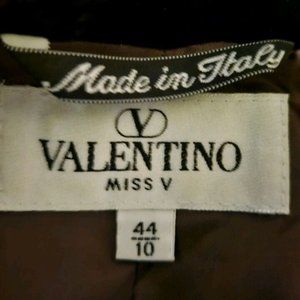 Made in Italy
V
VALENTINO
MISS V
44
10